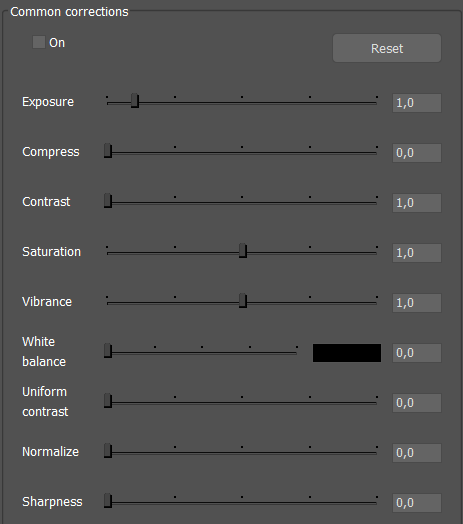 Common corrections
On
Reset
Exposure 1,0
Compress 0,0
Contrast 1,0
Saturation 1,0
Vibrance 1,0
White
balance 0,0
Uniform
contrast 0,0
Normalize 0,0
Sharpness 0,0